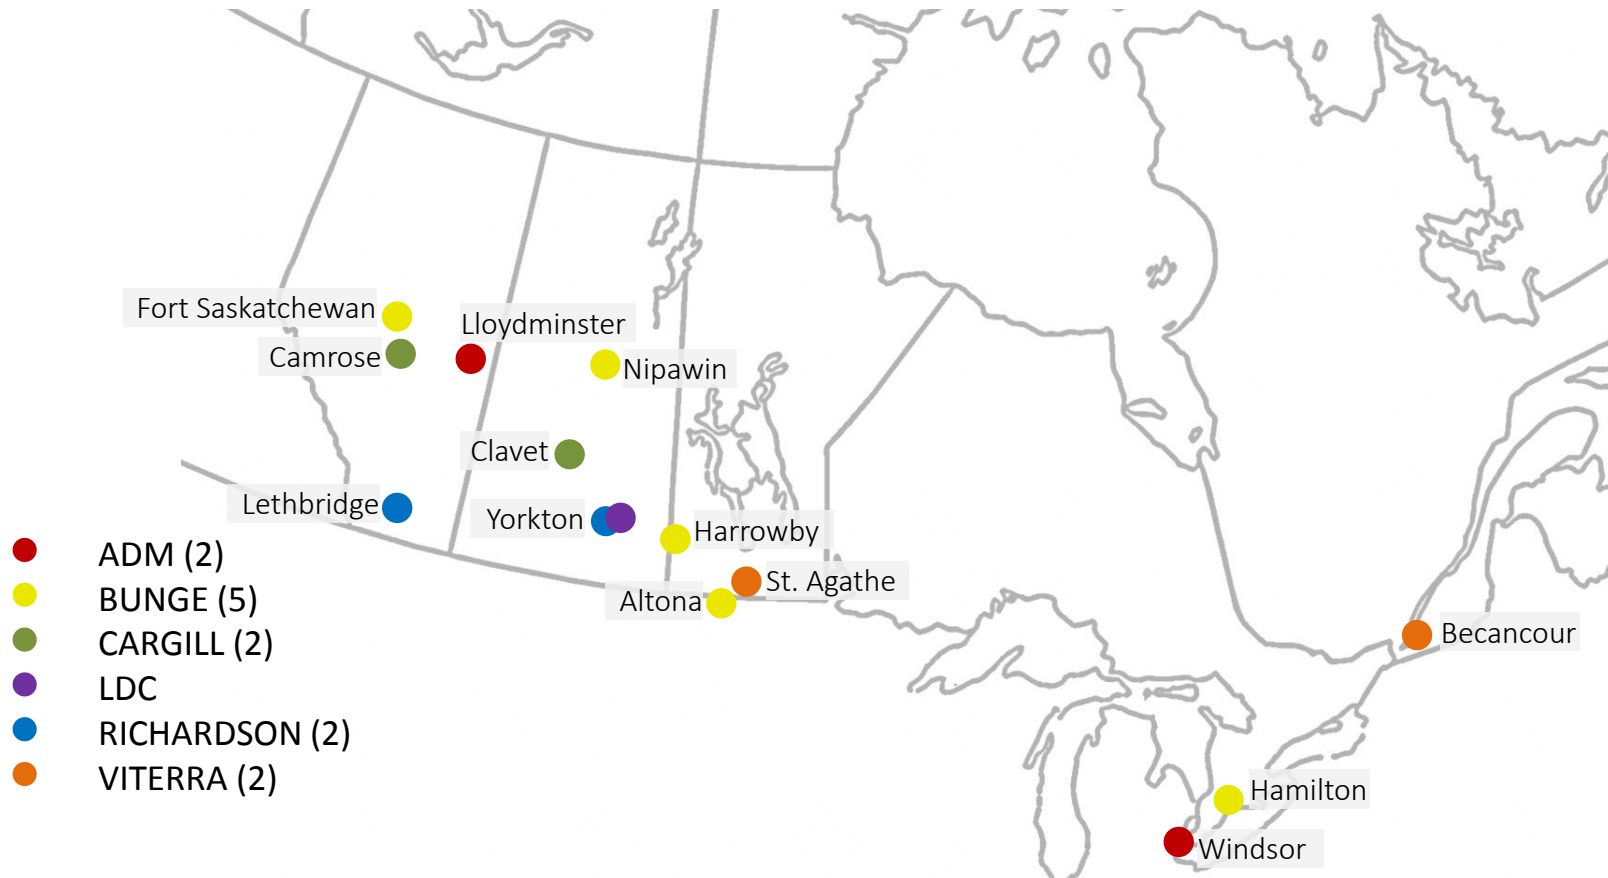 Fort Saskatchewan
Lloydminster
Camrose
Nipawin
Clavet
Lethbridge
Yorkton
Harrowby
St. Agathe
Altona
Becancour
Hamilton
Windsor
ADM (2)
BUNGE (5)
CARGILL (2)
LDC
RICHARDSON (2)
VITERRA (2)